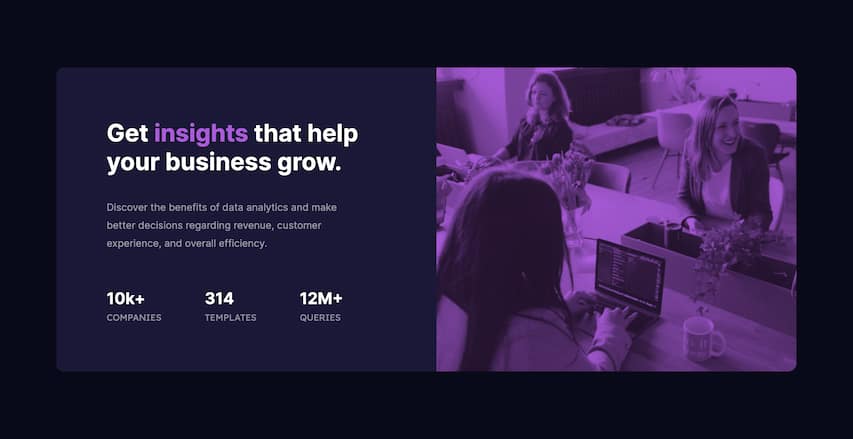 Get insights that help
your business grow.
Discover the benefits of data analytics and make
better decisions regarding revenue, customer
experience, and overall efficiency.
10k+ 314 12M+
COMPANIES TEMPLATES QUERIES